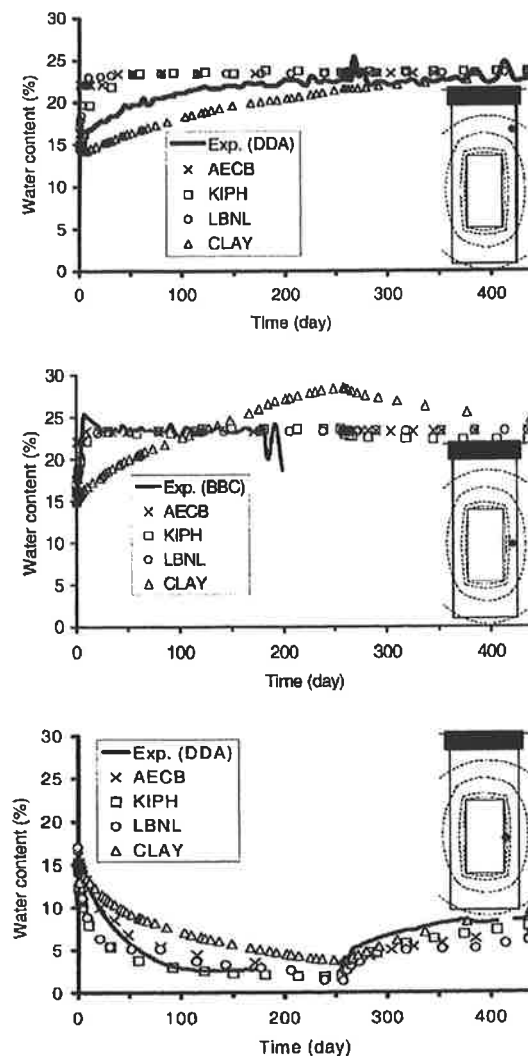 Water content (%)
30
25
20
15
10
5
0
Exp. (DDA)
AECB
KIPH
LBNL
CLAY
0 100 200 300 400
Time (day)
Water content (%)
30
25
20
15
10
5
0
Exp. (BBC)
AECB
KIPH
LBNL
CLAY
0 100 200 300 400
Time (day)
Water content (%)
30
25
20
15
10
5
0
Exp. (DDA)
AECB
KIPH
LBNL
CLAY
0 100 200 300 400
Time (day)